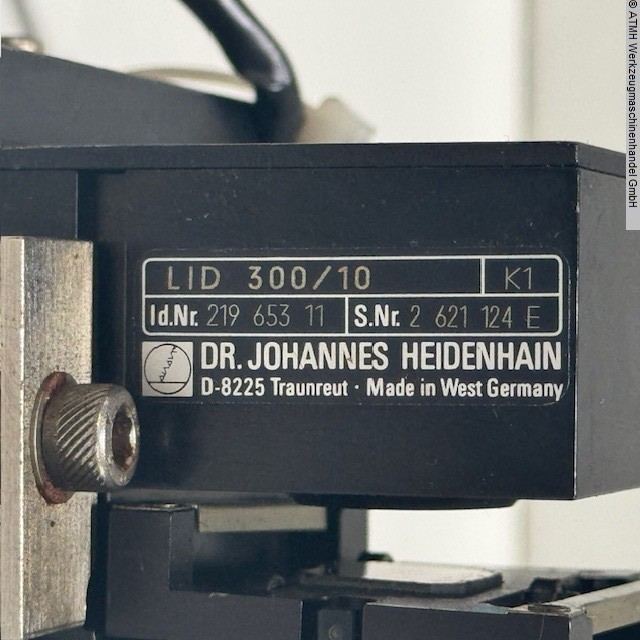 ® ATMH Werkzeugmaschinenhandel GmbH
LID 300/10 K1
Id.Nr. 219 653 11 S.Nr. 2 621 124 E
DR. JOHANNES HEIDENHAIN
D-8225 Traunreut · Made in West Germany